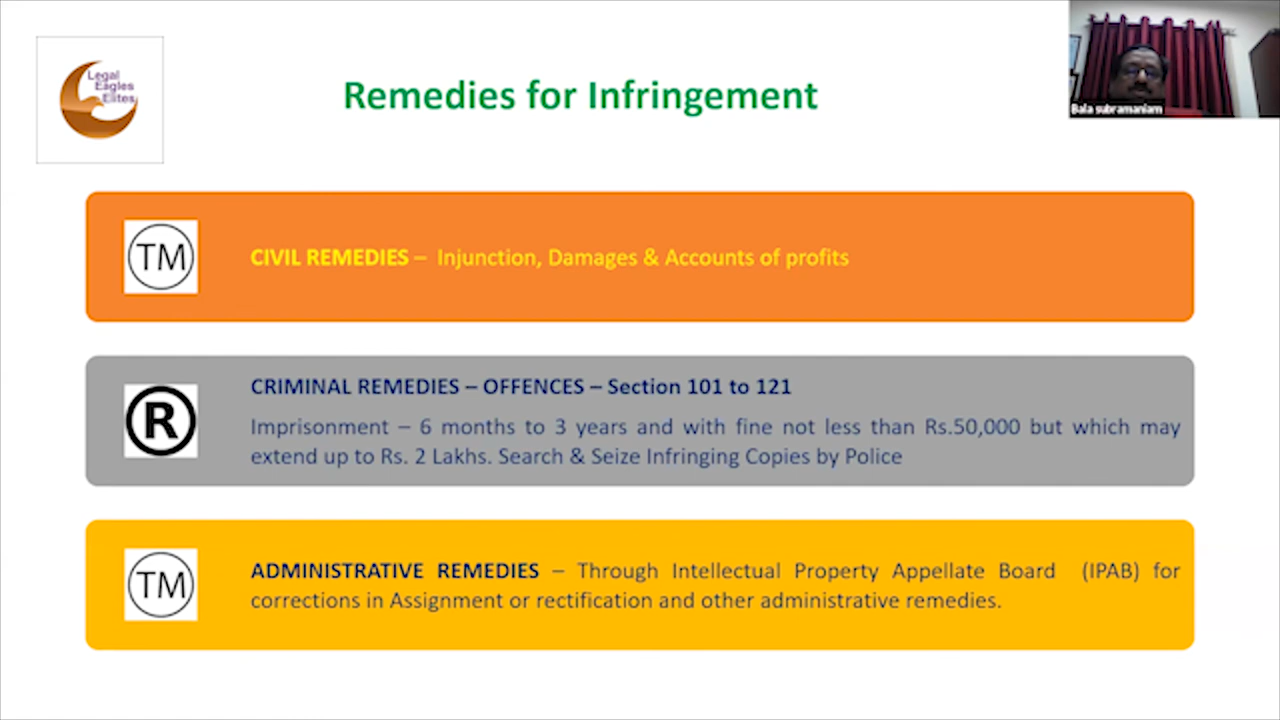 Legal
Eagles
Elites
Remedies for Infringement
Bala subramaniam
TM
CIVIL REMEDIES – Injunction, Damages & Accounts of profits
R
CRIMINAL REMEDIES – OFFENCES – Section 101 to 121
Imprisonment – 6 months to 3 years and with fine not less than Rs.50,000 but which may
extend up to Rs. 2 Lakhs. Search & Seize Infringing Copies by Police
TM
ADMINISTRATIVE REMEDIES – Through Intellectual Property Appellate Board (IPAB) for
corrections in Assignment or rectification and other administrative remedies.